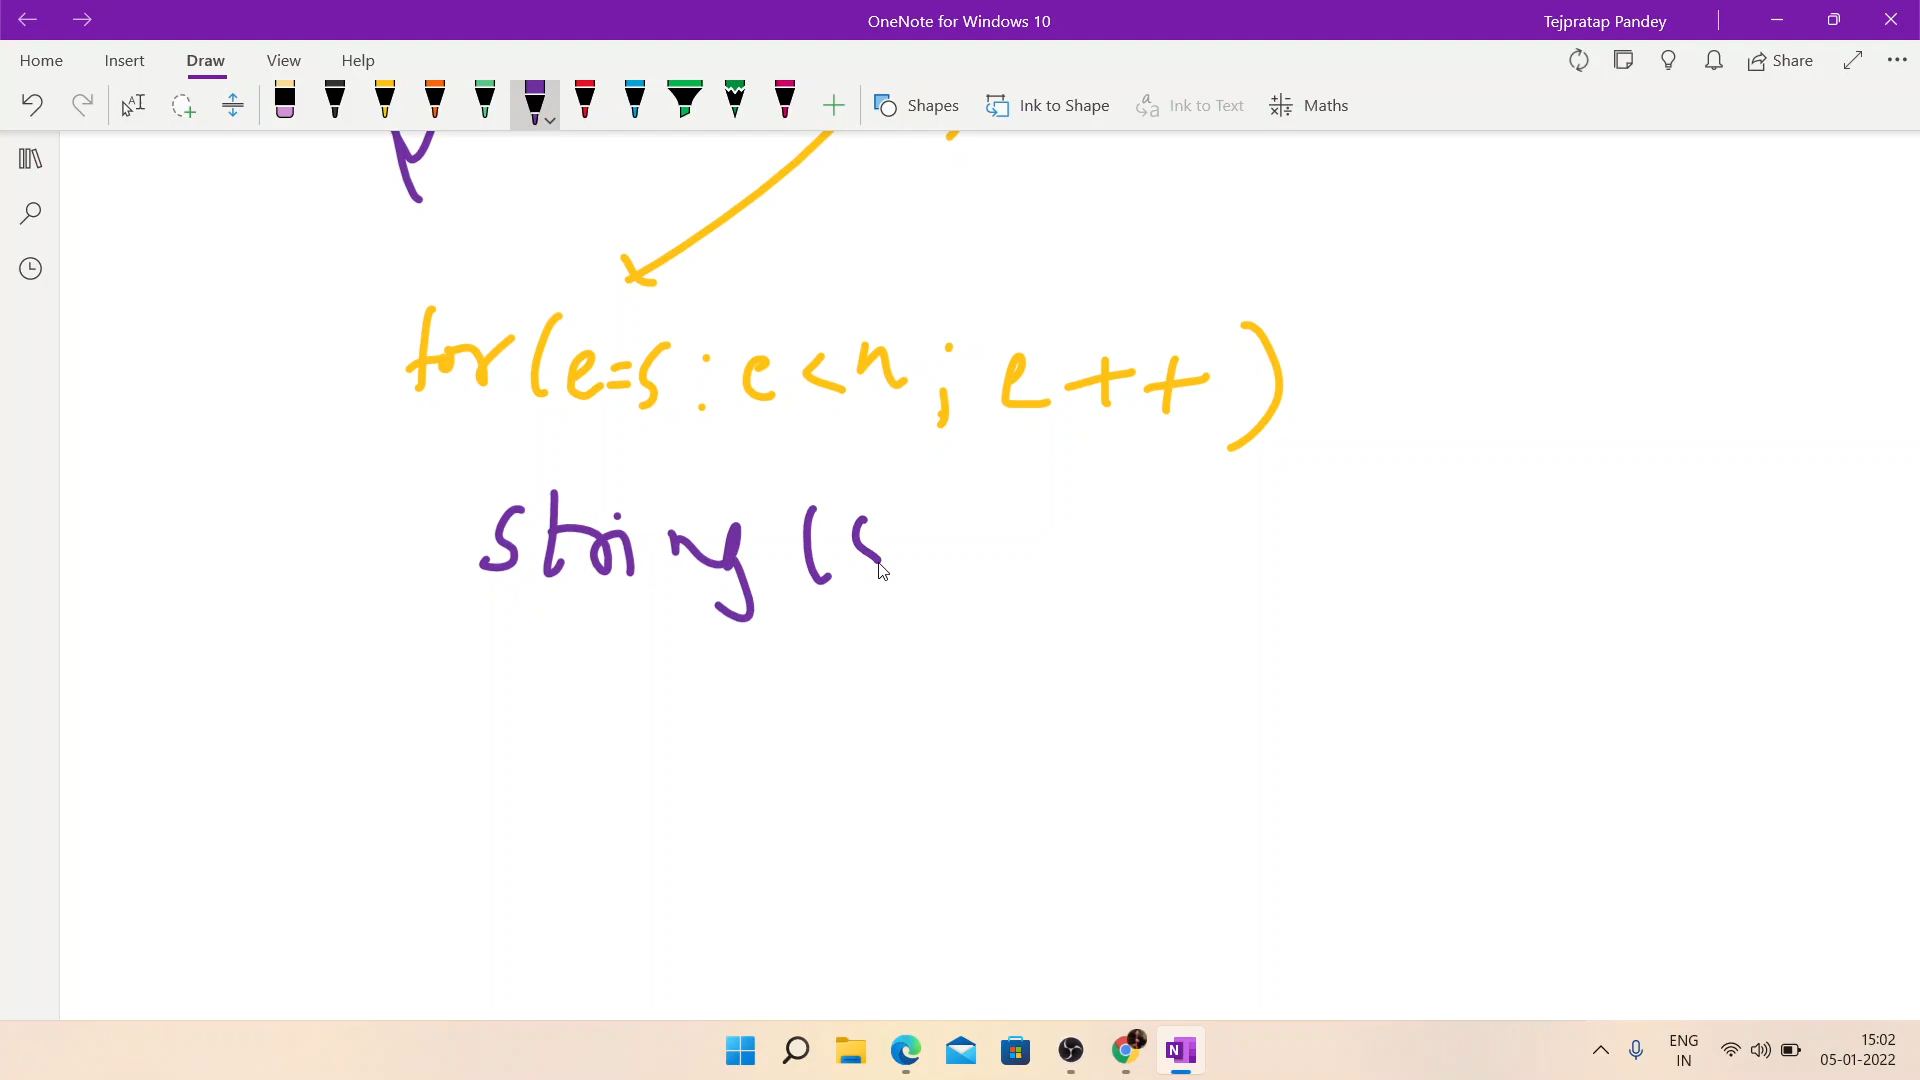 OneNote for Windows 10
Tejpratap Pandey
Home Insert Draw View Help
Share
Shapes Ink to Shape Ink to Text Maths
for(e=s: e<n; e++)
string (s
ENG 15:02
IN 05-01-2022